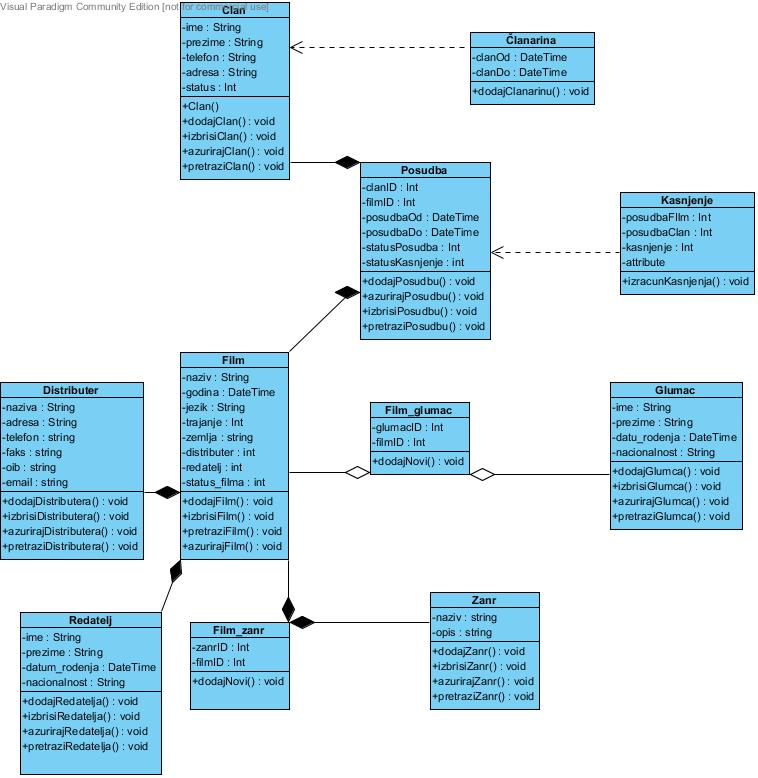 Visual Paradigm Community Edition [not for commercial use]
Clan
-ime : String
-prezime : String
-telefon : String
-adresa : String
-status : Int
+Clan()
+dodajClan() : void
+izbrisiClan() : void
+azurirajClan() : void
+pretraziClan() : void
Članarina
-clanOd : DateTime
-clanDo : DateTime
+dodajClanarinu() : void
Posudba
-clanID : Int
-filmID : Int
-posudbaOd : DateTime
-posudbaDo : DateTime
-statusPosudba : Int
-statusKasnjenje : int
+dodajPosudbu() : void
+azurirajPosudbu() : void
+izbrisiPosudbu() : void
+pretraziPosudbu() : void
Kasnjenje
-posudbaFIlm : Int
-posudbaClan : Int
-kasnjenje : Int
-attribute
+izracunKasnjenja() : void
Film
-naziv : String
-godina : DateTime
-jezik : String
-trajanje : Int
-zemlja : string
-distributer : int
-redatelj : int
-status_filma : int
+dodajFilm() : void
+izbrisiFilm() : void
+pretraziFilm() : void
+azurirajFilm() : void
Distributer
-naziva : String
-adresa : String
-telefon : string
-faks : string
-oib : string
-email : string
+dodajDistributera() : void
+izbrisiDistributera() : void
+azurirajDistributera() : void
+pretraziDistributera() : void
Film_glumac
-glumacID : Int
-filmID : Int
+dodajNovi() : void
Glumac
-ime : String
-prezime : String
-datu_rodenja : DateTime
-nacionalnost : String
+dodajGlumca() : void
+izbrisiGlumca() : void
+azurirajGlumca() : void
+pretraziGlumca() : void
Redatelj
-ime : String
-prezime : String
-datum_rodenja : DateTime
-nacionalnost : String
+dodajRedatelja() : void
+izbrisiRedatelja() : void
+azurirajRedatelja() : void
+pretraziRedatelja() : void
Film_zanr
-zanrID : Int
-filmID : Int
+dodajNovi() : void
Zanr
-naziv : string
-opis : string
+dodajZanr() : void
+izbrisiZanr() : void
+azurirajZanr() : void
+pretraziZanr() : void